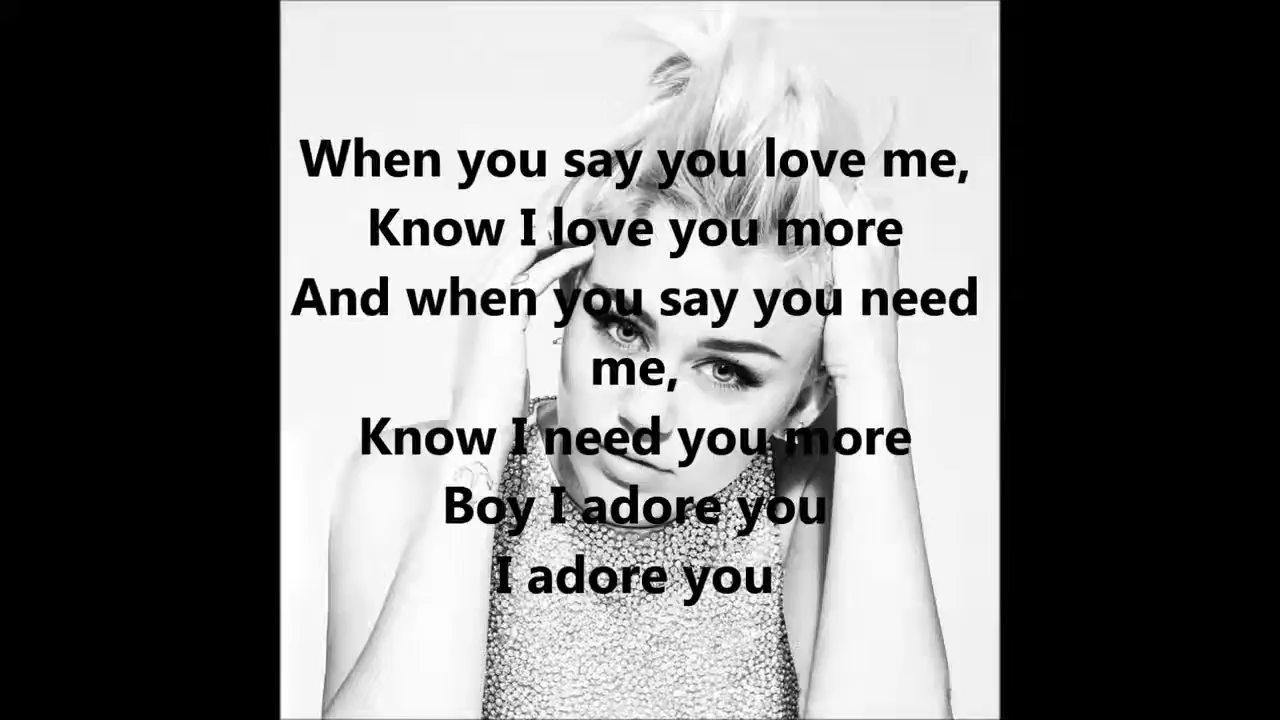 When you say you love me,
Know I love you more
And when you say you need
me,
Know I need you more
Boy I adore you
I adore you